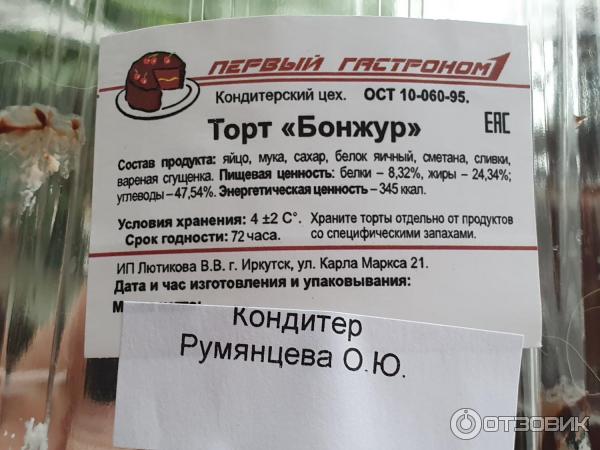 ПЕРВЫЙ ГАСТРОНОМ1
Кондитерский цех. ОСТ 10-060-95.
Торт «Бонжур»
EAC
Состав продукта: яйцо, мука, сахар, белок яичный, сметана, сливки,
вареная сгущенка. Пищевая ценность: белки – 8,32%, жиры – 24,34%;
углеводы – 47,54%. Энергетическая ценность – 345 ккал.
Условия хранения: 4 ±2 С°. Храните торты отдельно от продуктов
Срок годности: 72 часа. со специфическими запахами.
ИП Лютикова В.В. г. Иркутск, ул. Карла Маркса 21.
Дата и час изготовления и упаковывания:
Кондитер
Румянцева О.Ю.
ОТЗОВИК